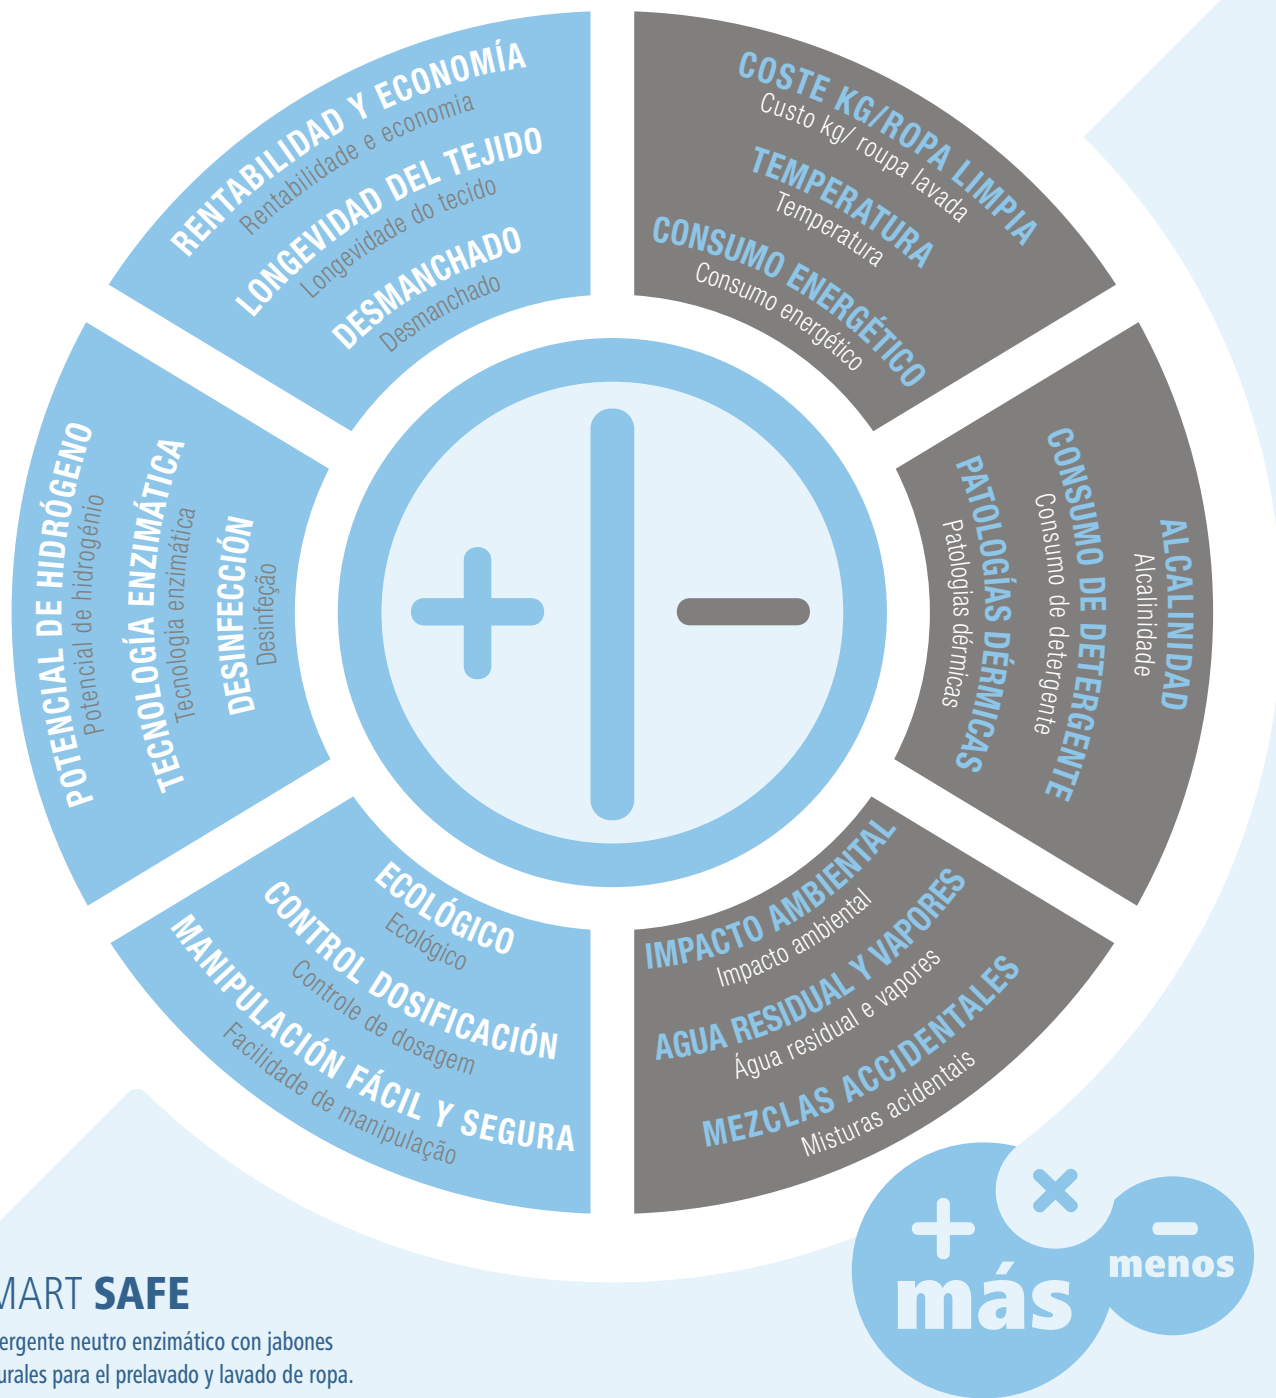 RENTABILIDAD Y ECONOMÍA
Rentabilidade e economia
LONGEVIDAD DEL TEJIDO
Longevidade do tecido
DESMANCHADO
Desmanchado
COSTE KG/ROPA LIMPIA
Custo kg/ roupa lavada
TEMPERATURA
Temperatura
CONSUMO ENERGÉTICO
Consumo energético
POTENCIAL DE HIDRÓGENO
Potencial de hidrogénio
TECNOLOGÍA ENZIMÁTICA
Tecnologia enzimática
DESINFECCIÓN
Desinfeção
ALCALINIDAD
Alcalinidade
CONSUMO DE DETERGENTE
Consumo de detergente
PATOLOGÍAS DÉRMICAS
Patologias dérmicas
ECOLÓGICO
Ecológico
CONTROL DOSIFICACIÓN
Controle de dosagem
MANIPULACIÓN FÁCIL Y SEGURA
Facilidade de manipulação
IMPACTO AMBIENTAL
Impacto ambiental
AGUA RESIDUAL Y VAPORES
Água residual e vapores
MEZCLAS ACCIDENTALES
Misturas acidentais
+ × −
más menos
MART SAFE
ergente neutro enzimático con jabones
urales para el prelavado y lavado de ropa.